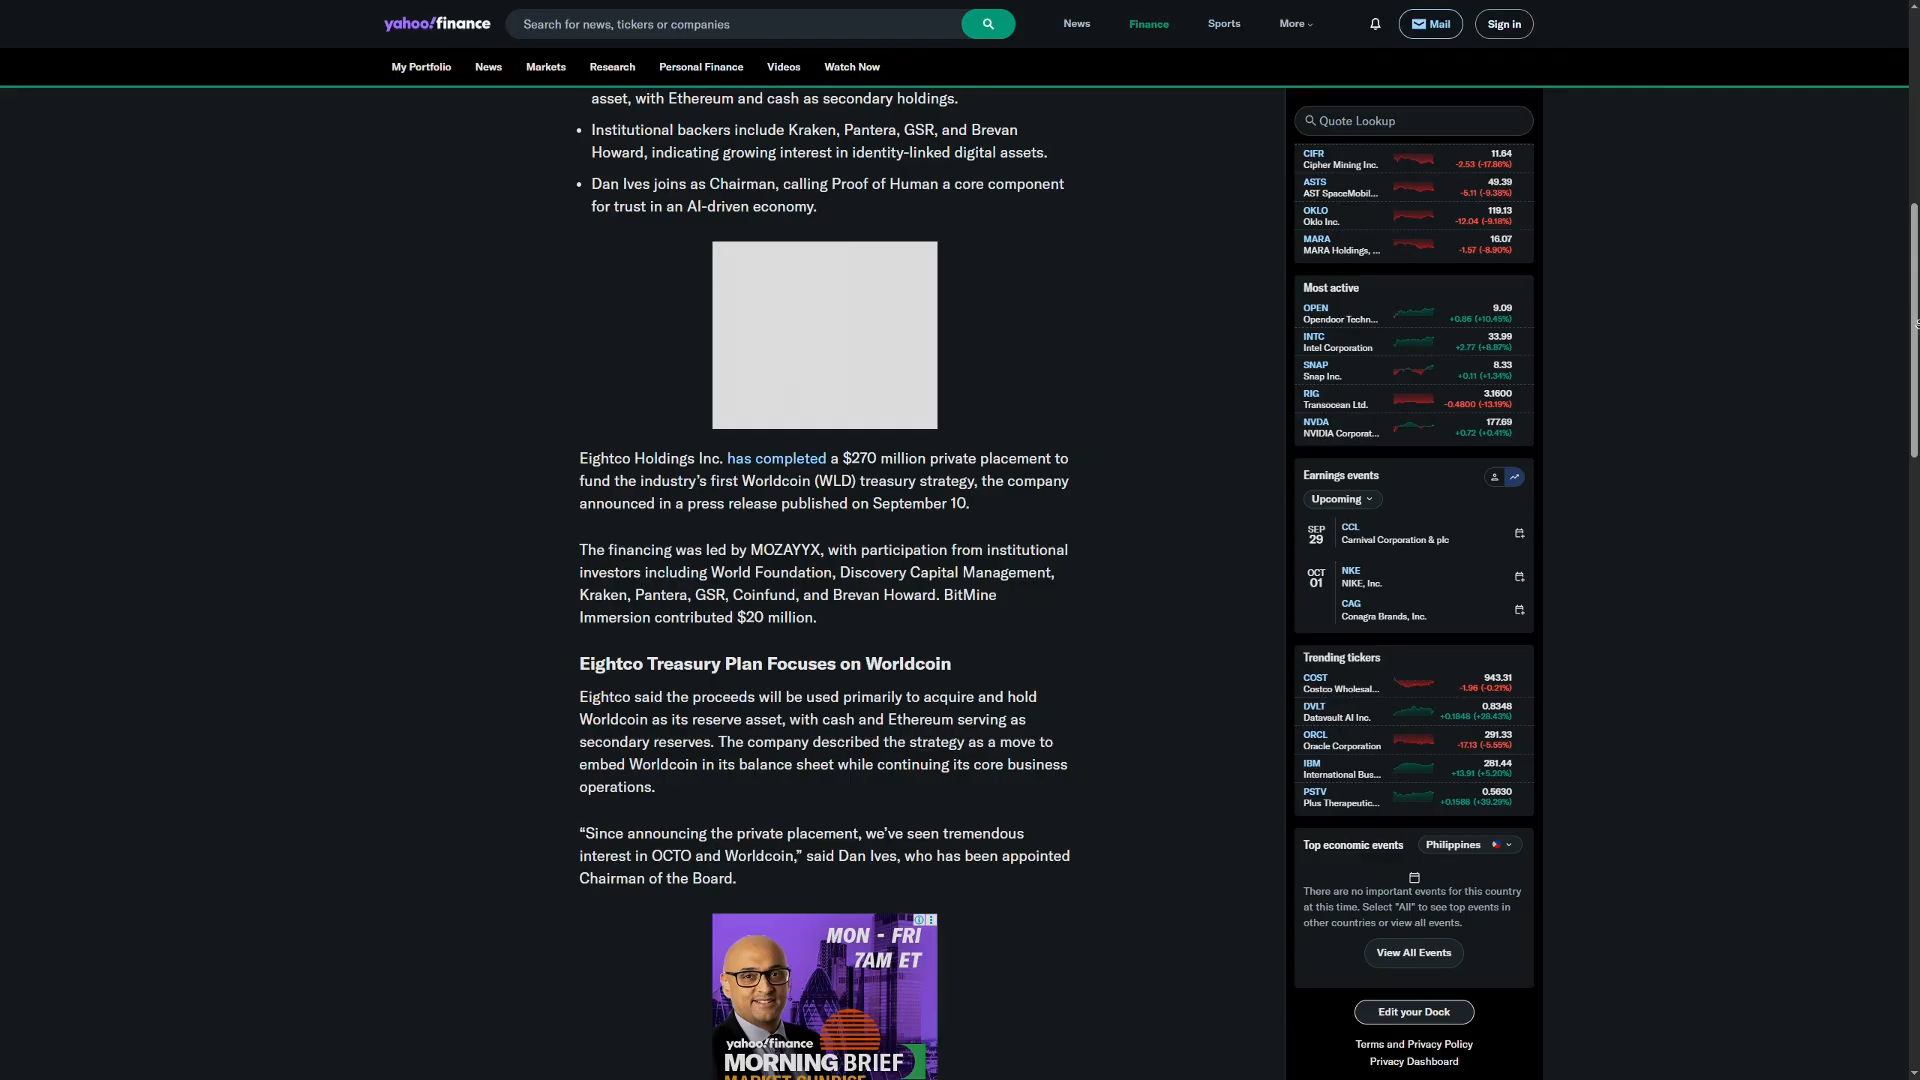 yahoo!finance
Search for news, tickers or companies
News
Finance
Sports
More
Mail
Sign in
My Portfolio
News
Markets
Research
Personal Finance
Videos
Watch Now
asset, with Ethereum and cash as secondary holdings.
• Institutional backers include Kraken, Pantera, GSR, and Brevan
Howard, indicating growing interest in identity-linked digital assets.
• Dan Ives joins as Chairman, calling Proof of Human a core component
for trust in an AI-driven economy.
Eightco Holdings Inc. has completed a $270 million private placement to
fund the industry’s first Worldcoin (WLD) treasury strategy, the company
announced in a press release published on September 10.
The financing was led by MOZAYYX, with participation from institutional
investors including World Foundation, Discovery Capital Management,
Kraken, Pantera, GSR, Coinfund, and Brevan Howard. BitMine
Immersion contributed $20 million.
Eightco Treasury Plan Focuses on Worldcoin
Eightco said the proceeds will be used primarily to acquire and hold
Worldcoin as its reserve asset, with cash and Ethereum serving as
secondary reserves. The company described the strategy as a move to
embed Worldcoin in its balance sheet while continuing its core business
operations.
“Since announcing the private placement, we’ve seen tremendous
interest in OCTO and Worldcoin,” said Dan Ives, who has been appointed
Chairman of the Board.
MON - FRI
7AM ET
yahoo!finance
MORNING BRIEF
MARKET SUNRISE
Quote Lookup
CIFR 11.64
Cipher Mining Inc. -2.53 (-17.86%)
ASTS 49.39
AST SpaceMobil... -5.11 (-9.38%)
OKLO 119.13
Oklo Inc. -12.04 (-9.18%)
MARA 16.07
MARA Holdings, ... -1.57 (-8.90%)
Most active
OPEN 9.09
Opendoor Techn... +0.86 (+10.45%)
INTC 33.99
Intel Corporation +2.77 (+8.87%)
SNAP 8.33
Snap Inc. +0.11 (+1.34%)
RIG 3.1600
Transocean Ltd. -0.4800 (-13.19%)
NVDA 177.69
NVIDIA Corporat... +0.72 (+0.41%)
Earnings events
Upcoming
SEP CCL
29 Carnival Corporation & plc
OCT NKE
01 NIKE, Inc.
CAG
Conagra Brands, Inc.
Trending tickers
COST 943.31
Costco Wholesal... -1.96 (-0.21%)
DVLT 0.8348
Datavault AI Inc. +0.1848 (+28.43%)
ORCL 291.33
Oracle Corporation -17.13 (-5.55%)
IBM 281.44
International Bus... +13.91 (+5.20%)
PSTV 0.5630
Plus Therapeutic... +0.1588 (+39.29%)
Top economic events
Philippines
There are no important events for this country
at this time. Select "All" to see top events in
other countries or view all events.
View All Events
Edit your Dock
Terms and Privacy Policy
Privacy Dashboard